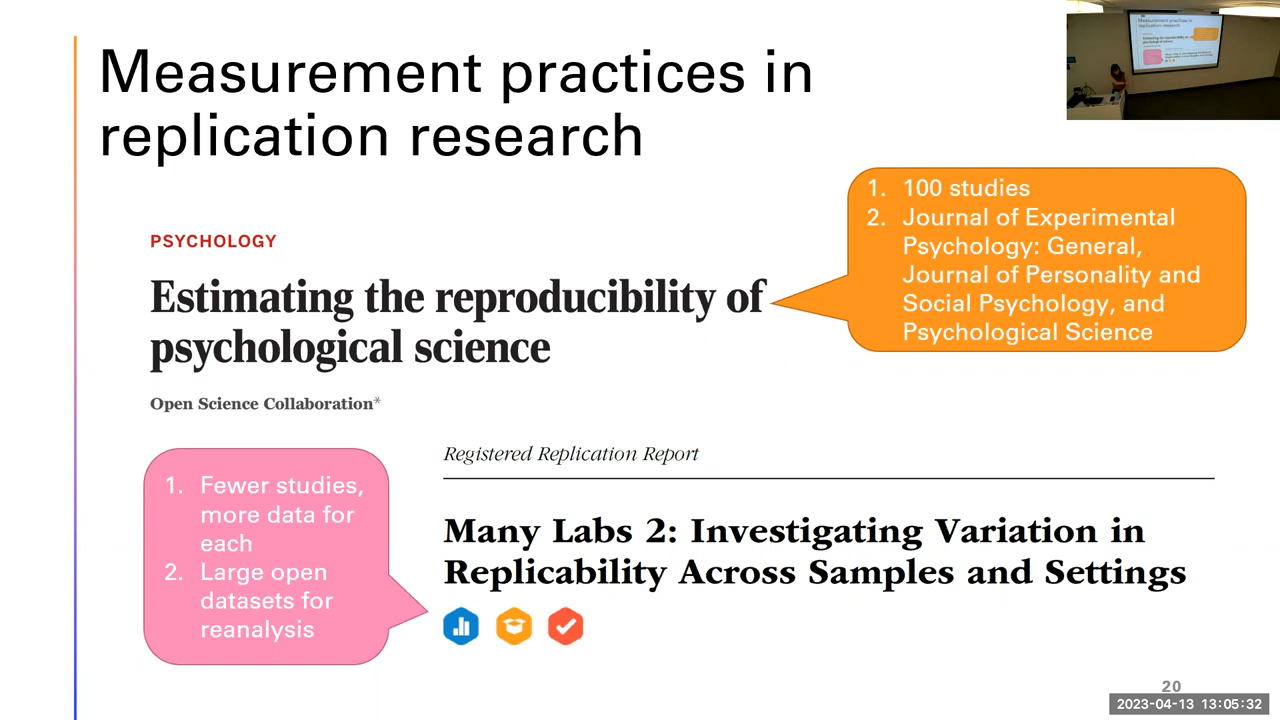 Measurement practices in
replication research
1. 100 studies
2. Journal of Experimental
Psychology: General,
Journal of Personality and
Social Psychology, and
Psychological Science
PSYCHOLOGY
Estimating the reproducibility of
psychological science
Open Science Collaboration*
1. Fewer studies,
more data for
each
2. Large open
datasets for
reanalysis
Registered Replication Report
Many Labs 2: Investigating Variation in
Replicability Across Samples and Settings
20
2023-04-13 13:05:32